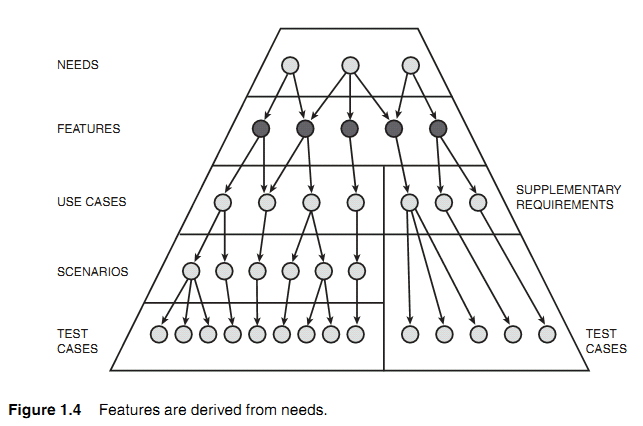 NEEDS
FEATURES
USE CASES
SUPPLEMENTARY
REQUIREMENTS
SCENARIOS
TEST
CASES
TEST
CASES
Figure 1.4 Features are derived from needs.